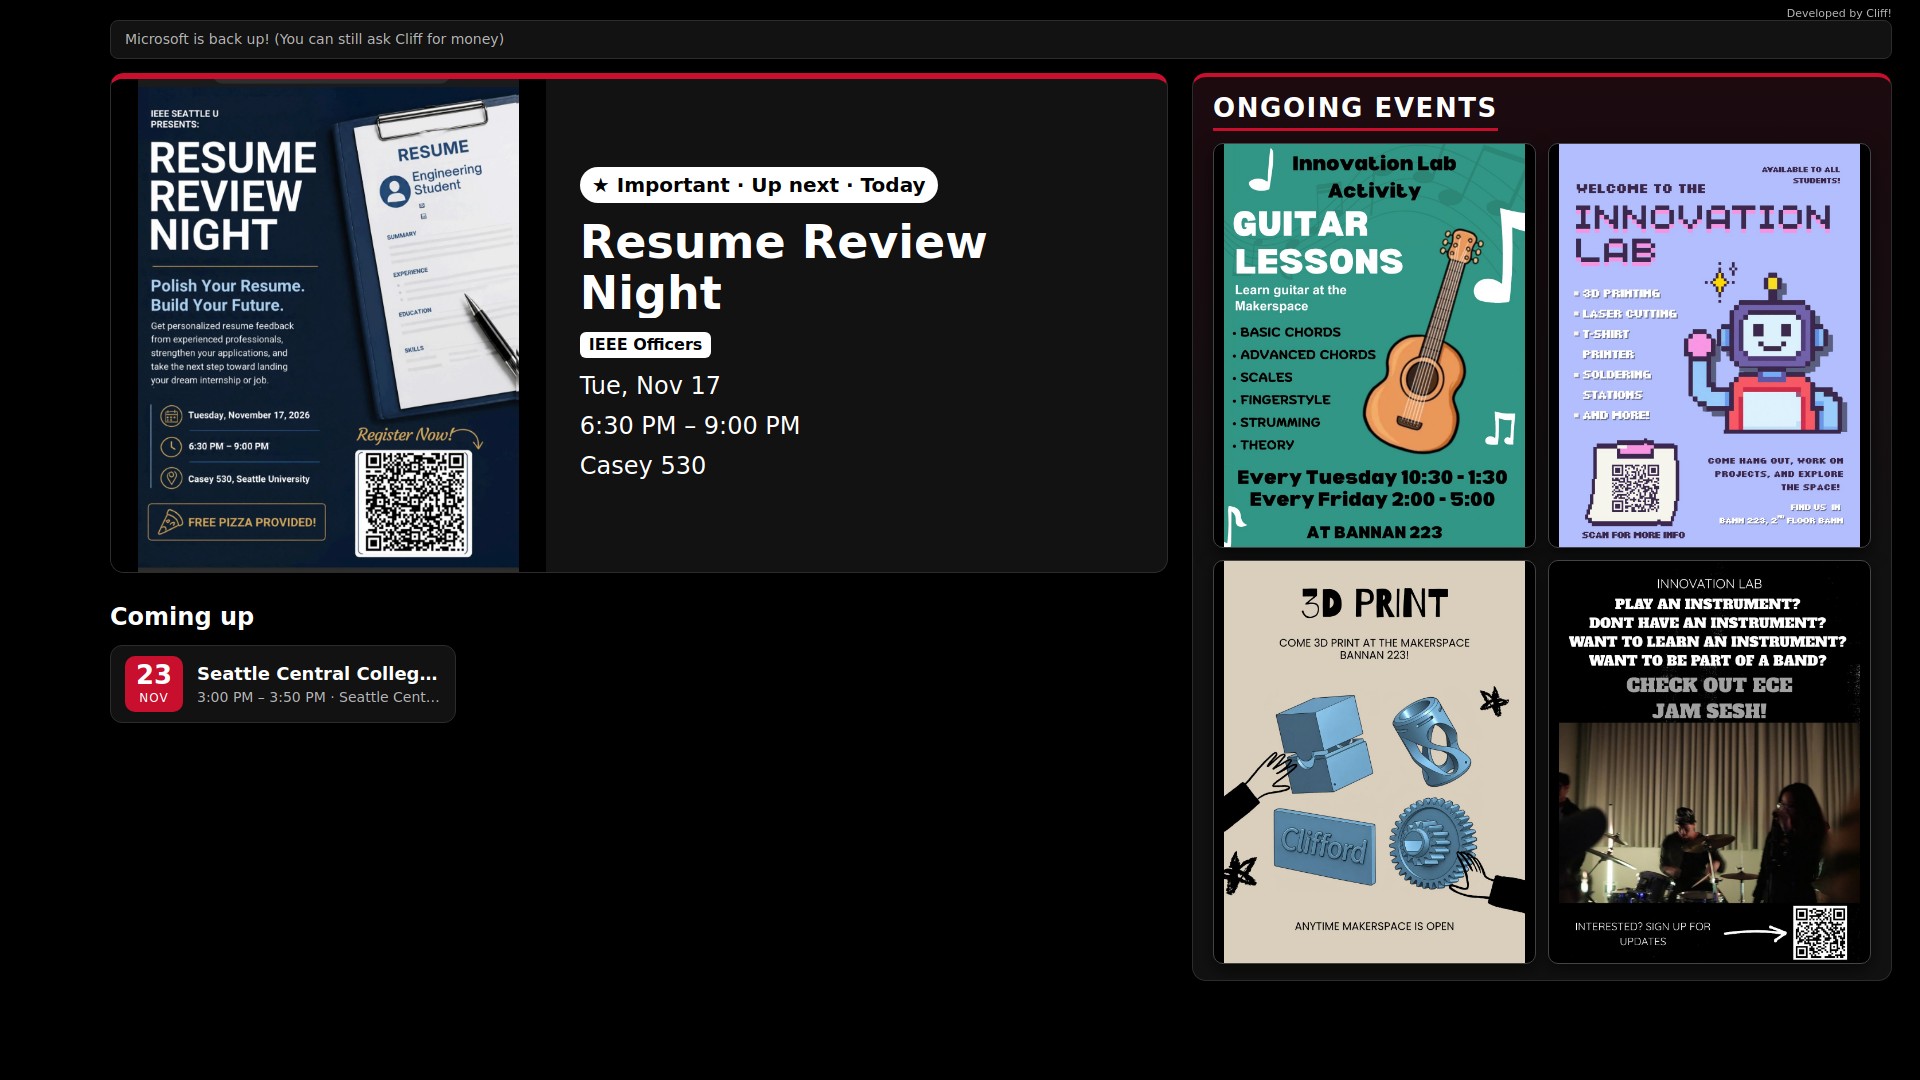 Developed by Cliff!
Microsoft is back up! (You can still ask Cliff for money)
IEEE SEATTLE U
PRESENTS:
RESUME
REVIEW
NIGHT
Polish Your Resume.
Build Your Future.
Get personalized resume feedback
from experienced professionals,
strengthen your applications, and
take the next step toward landing
your dream internship or job.
Tuesday, November 17, 2026
6:30 PM – 9:00 PM
Casey 530, Seattle University
FREE PIZZA PROVIDED!
RESUME
Engineering
Student
SUMMARY
EXPERIENCE
EDUCATION
SKILLS
Register Now!
★ Important · Up next · Today
Resume Review
Night
IEEE Officers
Tue, Nov 17
6:30 PM – 9:00 PM
Casey 530
Coming up
23
NOV
Seattle Central Colleg...
3:00 PM – 3:50 PM · Seattle Cent...
ONGOING EVENTS
Innovation Lab
Activity
GUITAR
LESSONS
Learn guitar at the
Makerspace
• BASIC CHORDS
• ADVANCED CHORDS
• SCALES
• FINGERSTYLE
• STRUMMING
• THEORY
Every Tuesday 10:30 - 1:30
Every Friday 2:00 - 5:00
AT BANNAN 223
AVAILABLE TO ALL
STUDENTS!
WELCOME TO THE
INNOVATION
LAB
• 3D PRINTING
• LASER CUTTING
• T-SHIRT
PRINTER
• SOLDERING
STATIONS
• AND MORE!
COME HANG OUT, WORK ON
PROJECTS, AND EXPLORE
THE SPACE!
FIND US IN
BANN 223, 2ND FLOOR BANN
SCAN FOR MORE INFO
3D PRINT
COME 3D PRINT AT THE MAKERSPACE
BANNAN 223!
Clifford
ANYTIME MAKERSPACE IS OPEN
INNOVATION LAB
PLAY AN INSTRUMENT?
DONT HAVE AN INSTRUMENT?
WANT TO LEARN AN INSTRUMENT?
WANT TO BE PART OF A BAND?
CHECK OUT ECE
JAM SESH!
INTERESTED? SIGN UP FOR
UPDATES